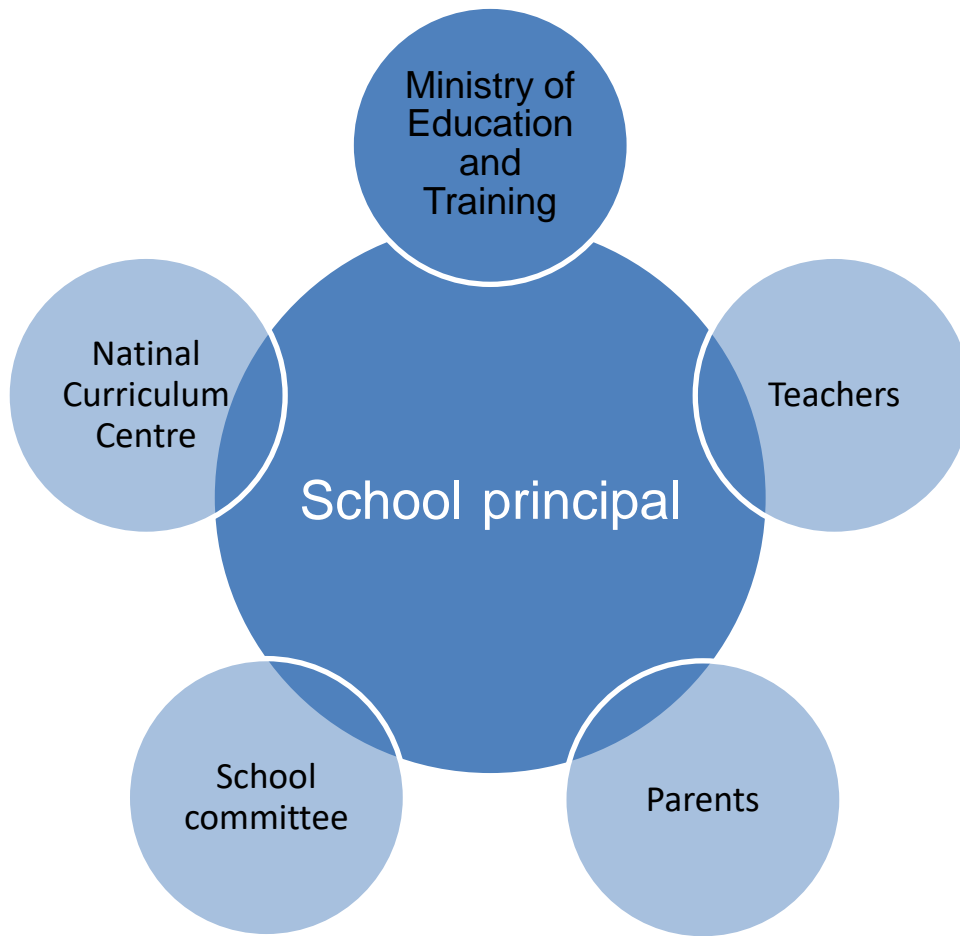 Ministry of
Education
and
Training
Natinal
Curriculum
Centre
Teachers
School principal
School
committee
Parents